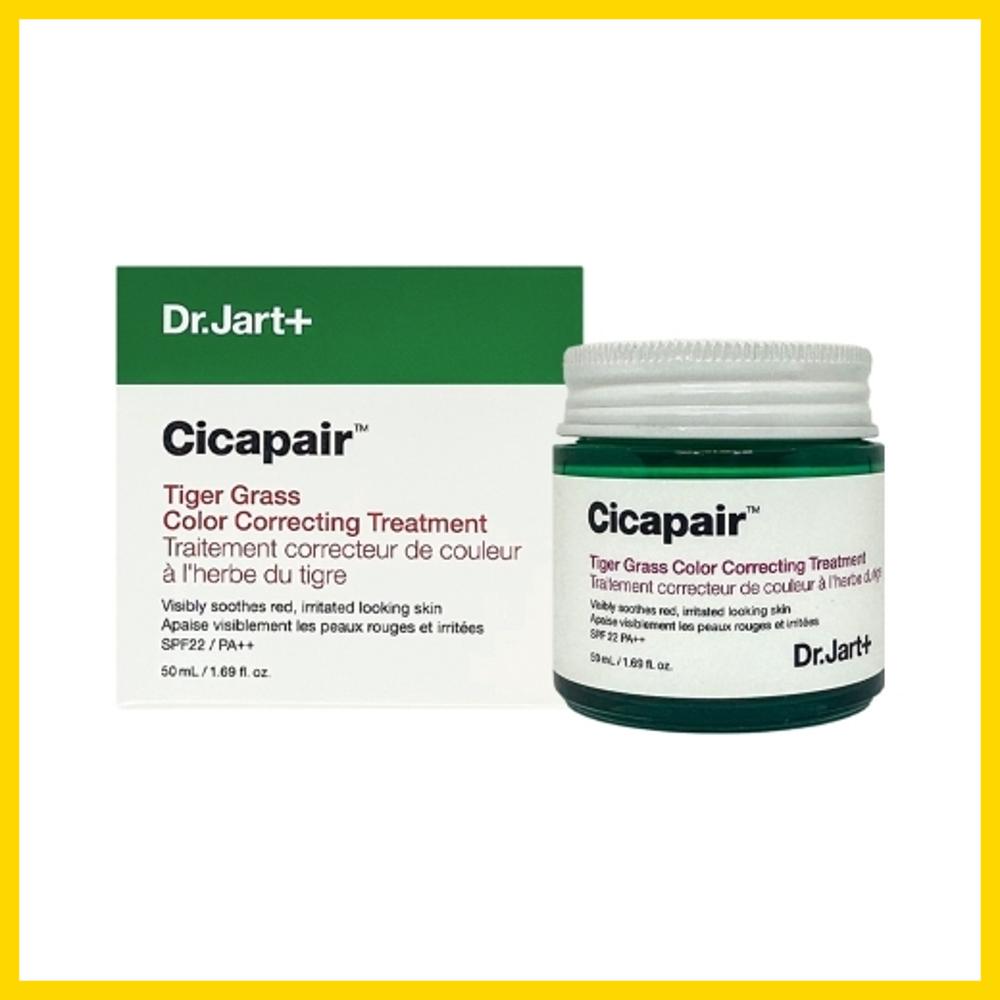 Dr.Jart+
Cicapair™
Tiger Grass
Color Correcting Treatment
Traitement correcteur de couleur
à l'herbe du tigre
Visibly soothes red, irritated looking skin
Apaise visiblement les peaux rouges et irritées
SPF22 / PA++
50 mL / 1.69 fl. oz.
Cicapair™
Tiger Grass Color Correcting Treatment
Traitement correcteur de couleur à l'herbe du
Visibly soothes red, irritated looking skin
Apaise visiblement les peaux rouges et irritées
SPF 22 PA++
50 mL / 1.69 fl. oz.
Dr.Jart+